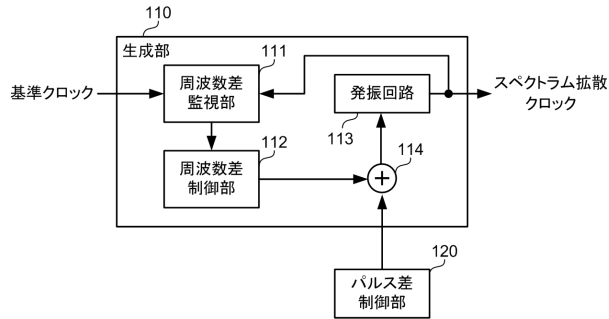 110
生成部
111
基準クロック
周波数差
監視部
発振回路
スペクトラム拡散
クロック
113
112
周波数差
制御部
114
120
パルス差
制御部